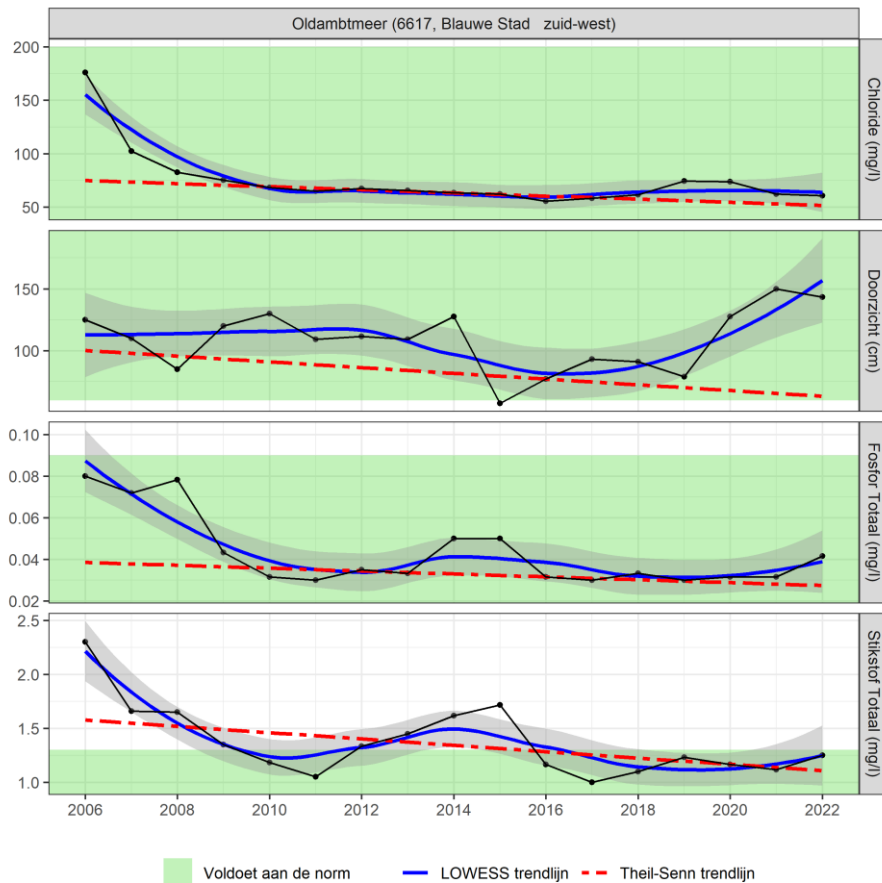 Oldambtmeer (6617, Blauwe Stad   zuid-west)
200
150
100
50
Chloride (mg/l)
150
100
Doorzicht (cm)
0.10
0.08
0.06
0.04
0.02
Fosfor Totaal (mg/l)
2.5
2.0
1.5
1.0
Stikstof Totaal (mg/l)
2006 2008 2010 2012 2014 2016 2018 2020 2022
Voldoet aan de norm LOWESS trendlijn Theil-Senn trendlijn